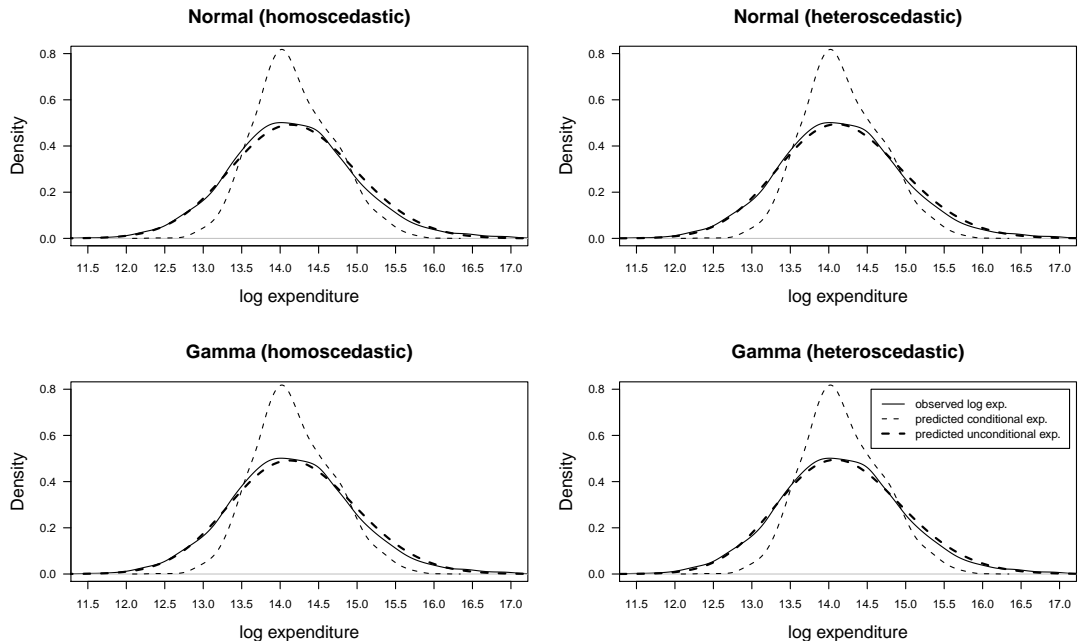 Normal (homoscedastic)
Density
0.8
0.6
0.4
0.2
0.0
11.5 12.0 12.5 13.0 13.5 14.0 14.5 15.0 15.5 16.0 16.5 17.0
log expenditure
Normal (heteroscedastic)
Density
0.8
0.6
0.4
0.2
0.0
11.5 12.0 12.5 13.0 13.5 14.0 14.5 15.0 15.5 16.0 16.5 17.0
log expenditure
Gamma (homoscedastic)
Density
0.8
0.6
0.4
0.2
0.0
11.5 12.0 12.5 13.0 13.5 14.0 14.5 15.0 15.5 16.0 16.5 17.0
log expenditure
Gamma (heteroscedastic)
Density
0.8
0.6
0.4
0.2
0.0
observed log exp.
predicted conditional exp.
predicted unconditional exp.
11.5 12.0 12.5 13.0 13.5 14.0 14.5 15.0 15.5 16.0 16.5 17.0
log expenditure